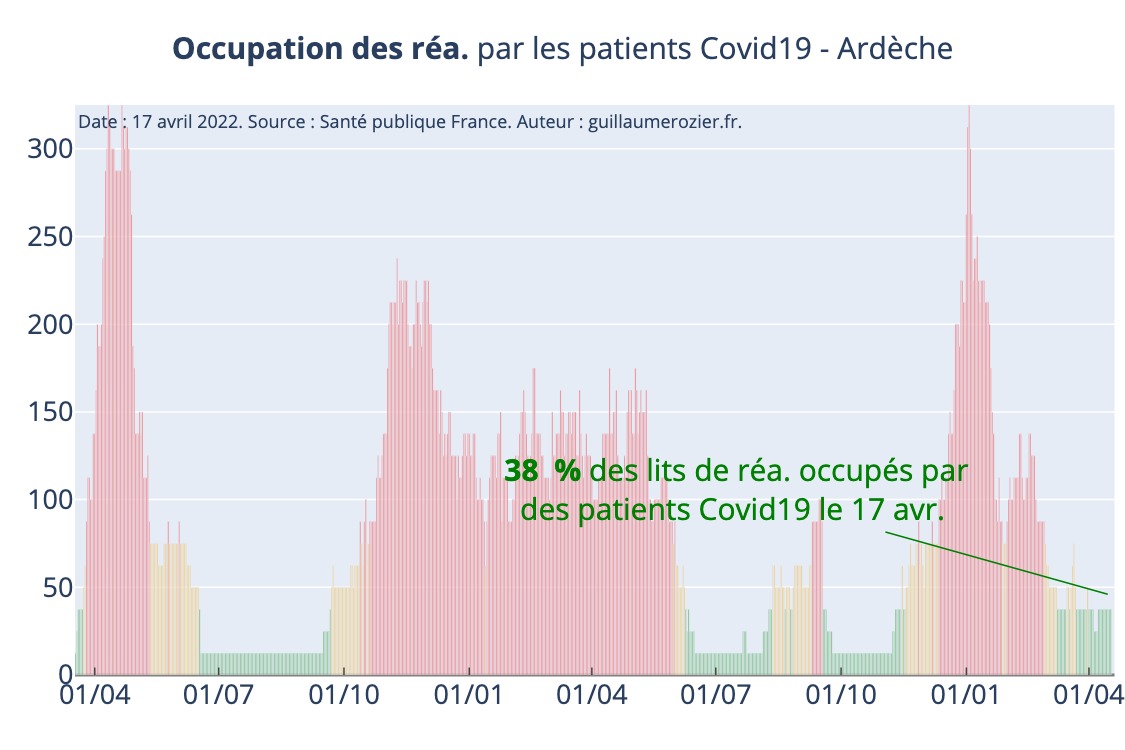 Occupation des réa. par les patients Covid19 - Ardèche
Date : 17 avril 2022. Source : Santé publique France. Auteur : guillaumerozier.fr.
300
250
200
150
100
50
0
38 % des lits de réa. occupés par
des patients Covid19 le 17 avr.
01/04 01/07 01/10 01/01 01/04 01/07 01/10 01/01 01/04